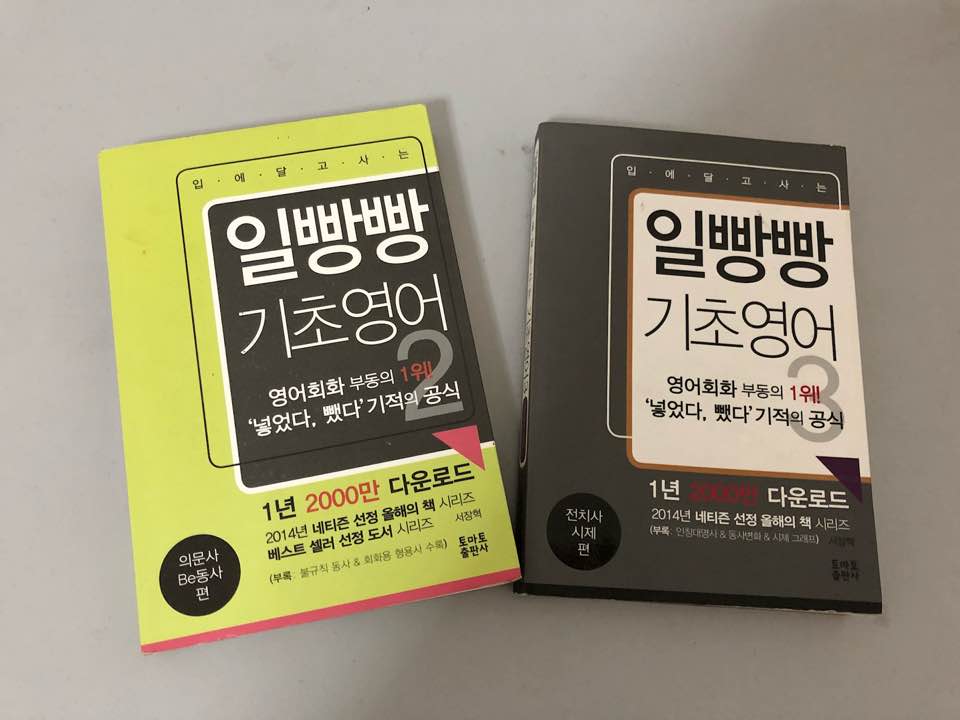 입·에·달·고·사·는
일빵빵
기초영어
2
영어회화 부동의 1위!
‘넣었다, 뺐다’ 기적의 공식
1년 2000만 다운로드
2014년 네티즌 선정 올해의 책 시리즈
베스트 셀러 선정 도서 시리즈 서장혁
(부록: 불규칙 동사 & 회화용 형용사 수록)
의문사
Be동사
편
토마토
출판사
입·에·달·고·사·는
일빵빵
기초영어
3
영어회화 부동의 1위!
‘넣었다, 뺐다’ 기적의 공식
1년 2000만 다운로드
2014년 네티즌 선정 올해의 책 시리즈
(부록: 인칭대명사 & 동사변화 & 시제 그래프) 서장혁
전치사
시제
편
토마토
출판사